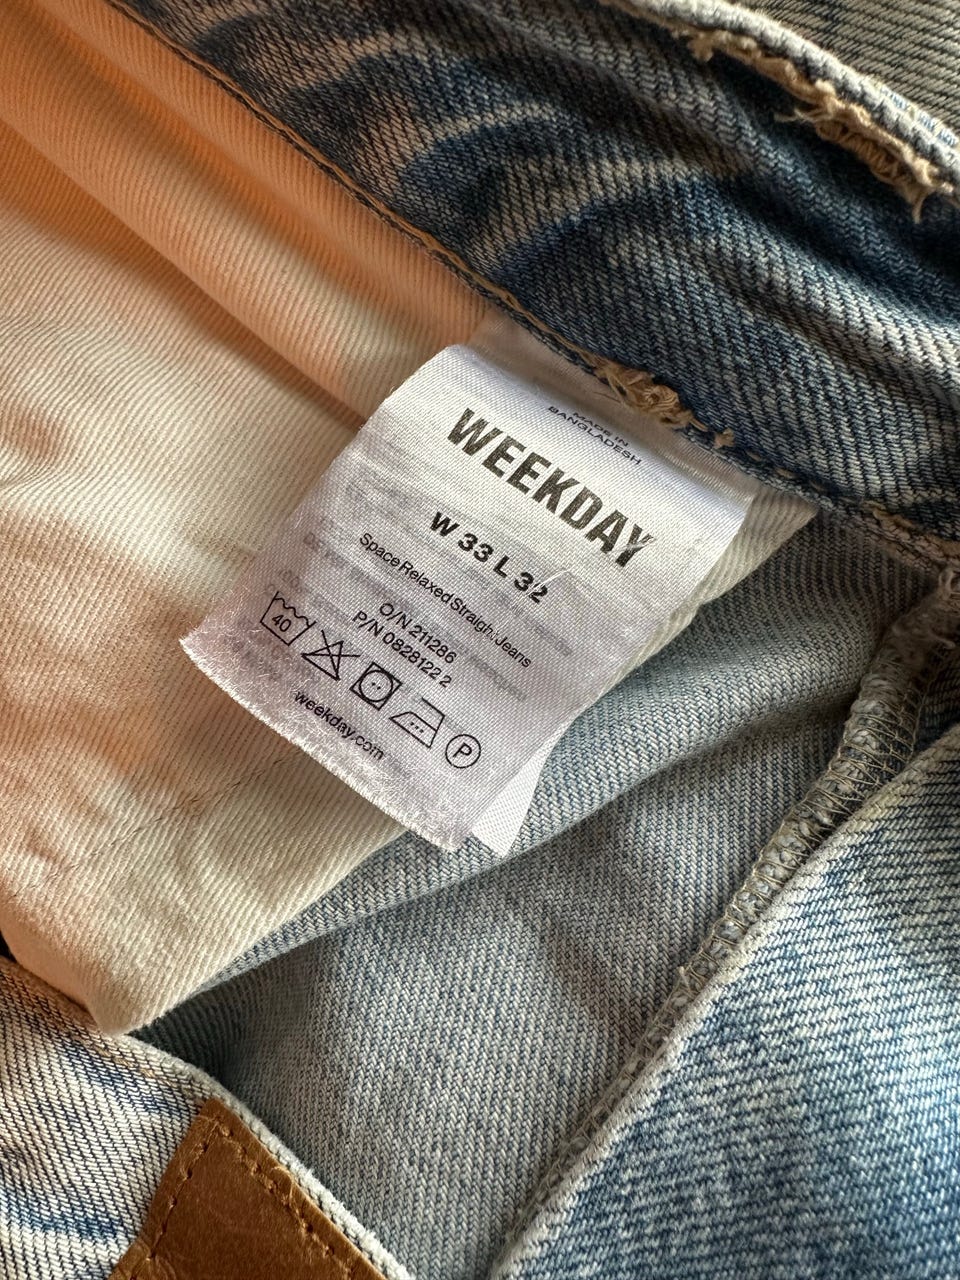 MADE IN
BANGLADESH
WEEKDAY
W 33 L 32
Space Relaxed Straight Jeans
O/N 211286
P/N 0828122 2
40
P
weekday.com